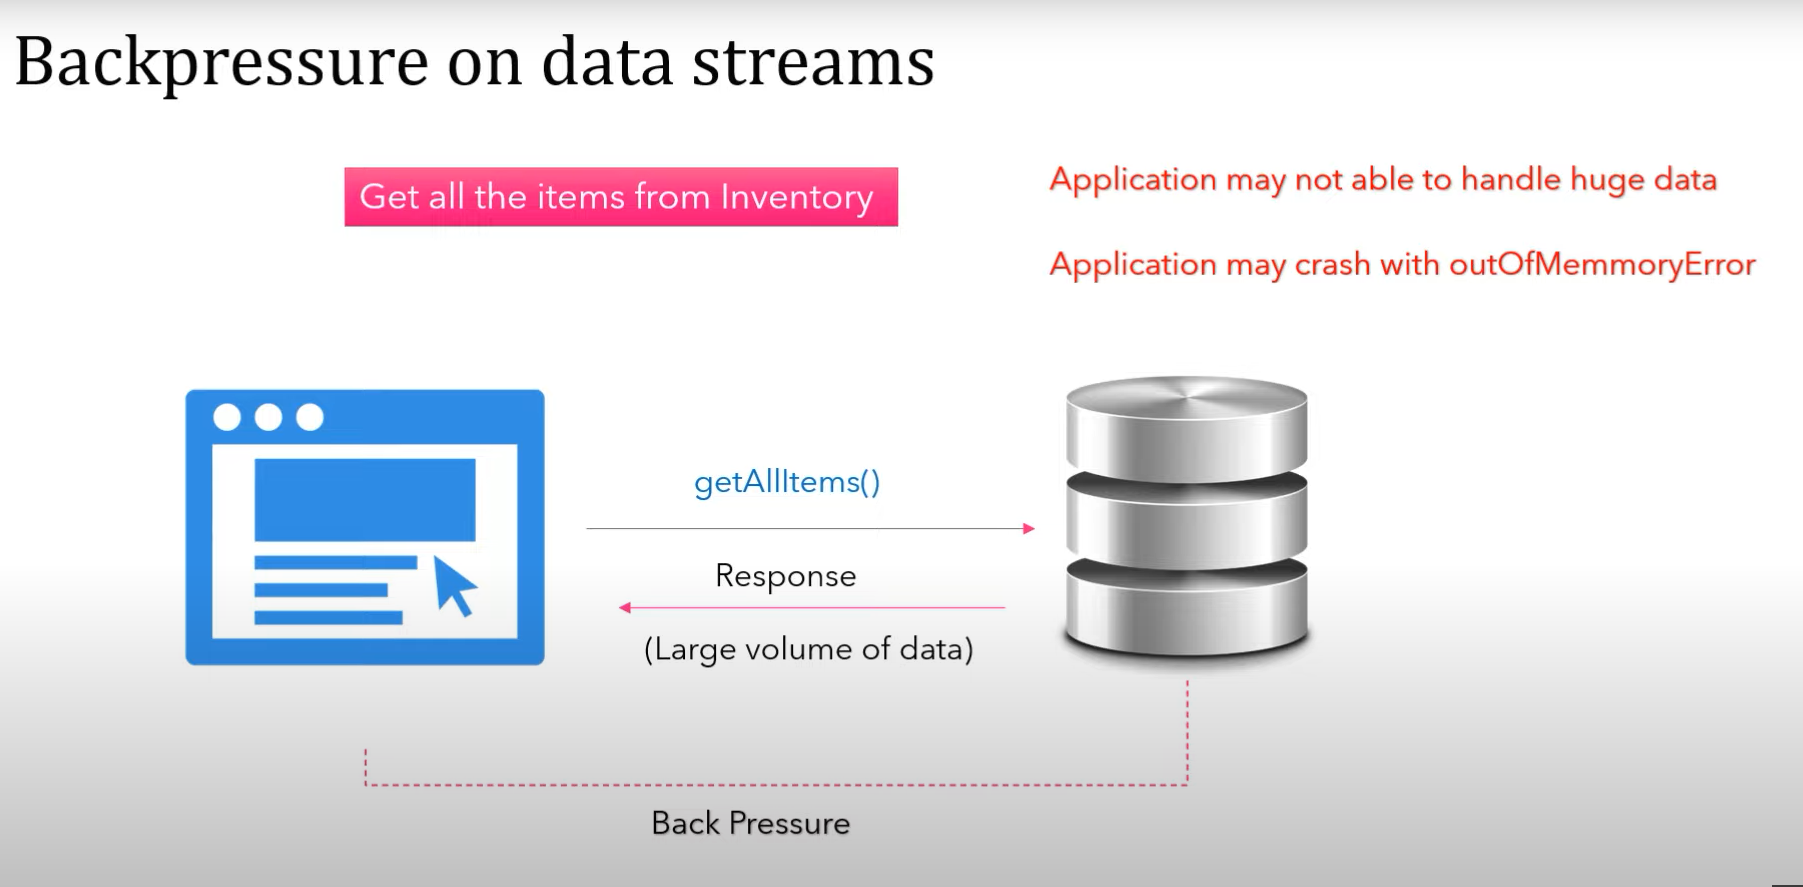 Backpressure on data streams
Get all the items from Inventory
Application may not able to handle huge data
Application may crash with outOfMemmoryError
getAllItems()
Response
(Large volume of data)
Back Pressure